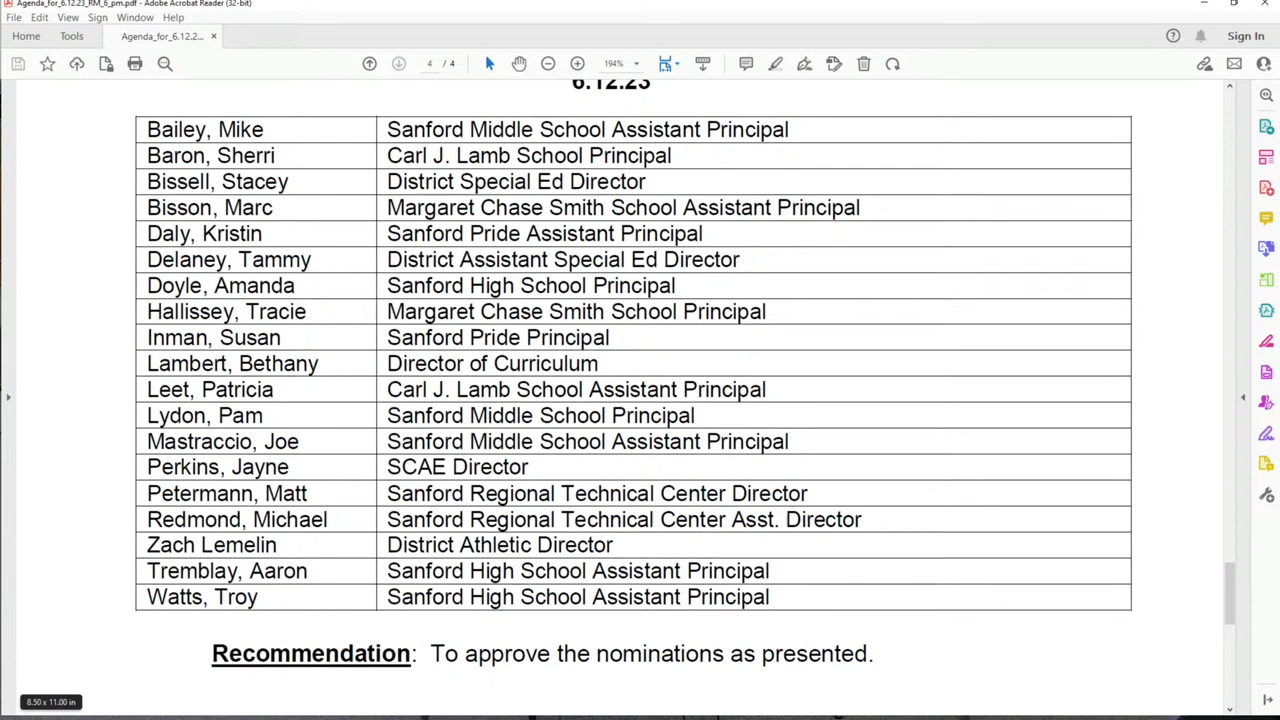 Agenda_for_6.12.23_RM_6_pm.pdf - Adobe Acrobat Reader (32-bit)
File Edit View Sign Window Help
Home Tools Agenda_for_6.12.2... × Sign In
4 / 4 194%
6.12.23
Bailey, Mike Sanford Middle School Assistant Principal
Baron, Sherri Carl J. Lamb School Principal
Bissell, Stacey District Special Ed Director
Bisson, Marc Margaret Chase Smith School Assistant Principal
Daly, Kristin Sanford Pride Assistant Principal
Delaney, Tammy District Assistant Special Ed Director
Doyle, Amanda Sanford High School Principal
Hallissey, Tracie Margaret Chase Smith School Principal
Inman, Susan Sanford Pride Principal
Lambert, Bethany Director of Curriculum
Leet, Patricia Carl J. Lamb School Assistant Principal
Lydon, Pam Sanford Middle School Principal
Mastraccio, Joe Sanford Middle School Assistant Principal
Perkins, Jayne SCAE Director
Petermann, Matt Sanford Regional Technical Center Director
Redmond, Michael Sanford Regional Technical Center Asst. Director
Zach Lemelin District Athletic Director
Tremblay, Aaron Sanford High School Assistant Principal
Watts, Troy Sanford High School Assistant Principal
Recommendation: To approve the nominations as presented.
8.50 x 11.00 in